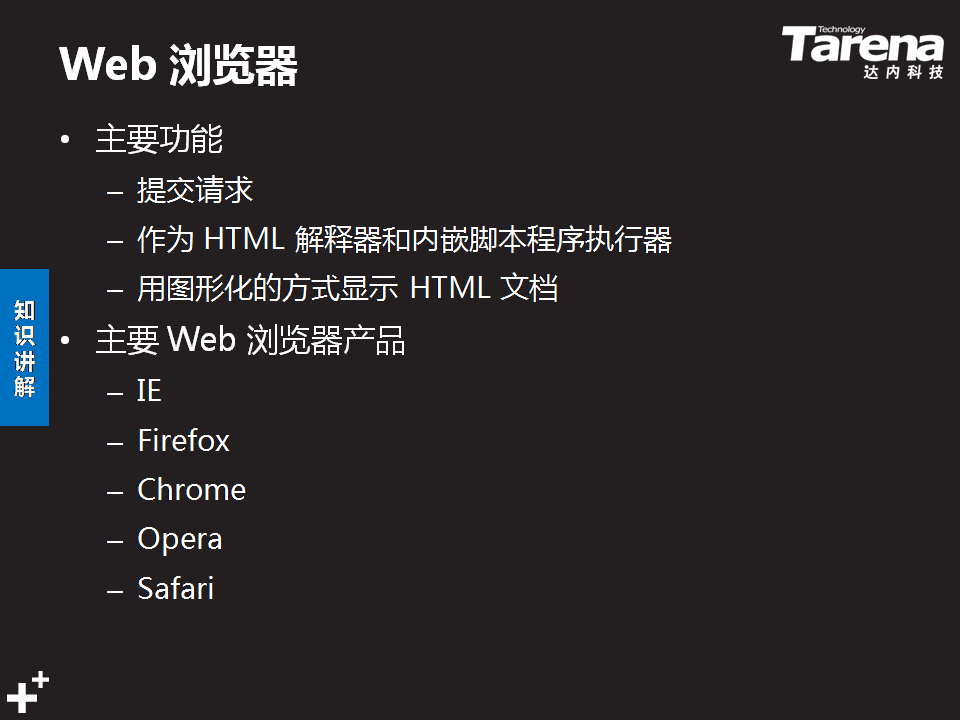 Web 浏览器
Technology
Tarena
达内科技
• 主要功能
– 提交请求
– 作为 HTML 解释器和内嵌脚本程序执行器
– 用图形化的方式显示 HTML 文档
知识讲解
• 主要 Web 浏览器产品
– IE
– Firefox
– Chrome
– Opera
– Safari